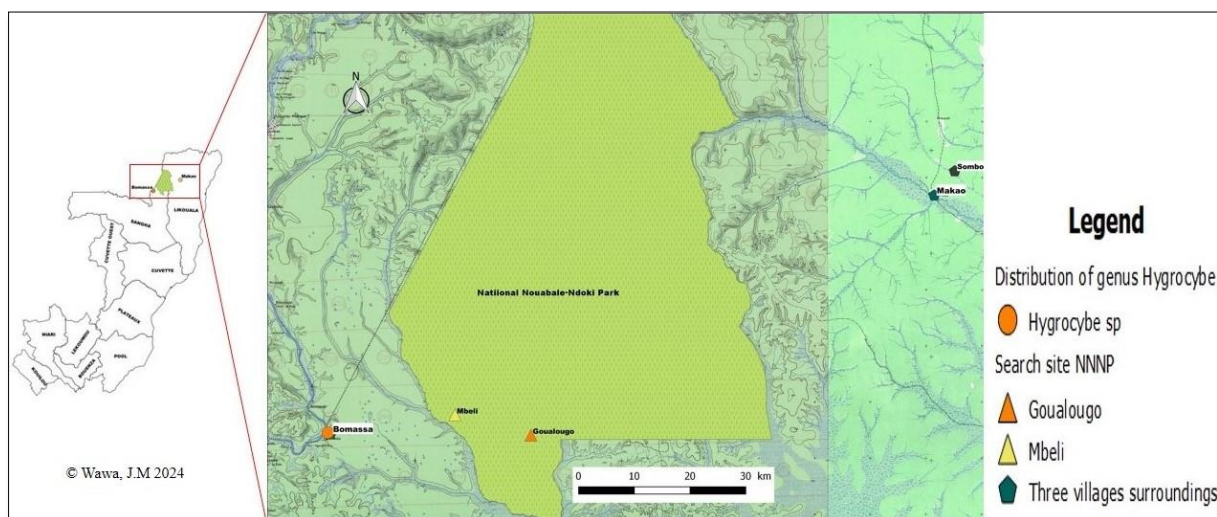 Bomassa
Makao
LIKOUALA
SANGHA
CUVETTE OUEST
CUVETTE
PLATEAUX
NIARI
LEKOUMOU
BOUENZA
POOL
KOUILOU
© Wawa, J.M 2024
N
Natiional Nouabale-Ndoki Park
Sombo
Makao
Mbeli
Goualougo
Bomassa
0 10 20 30 km
Legend
Distribution of genus Hygrocybe
Hygrocybe sp
Search site NNNP
Goualougo
Mbeli
Three villages surroundings